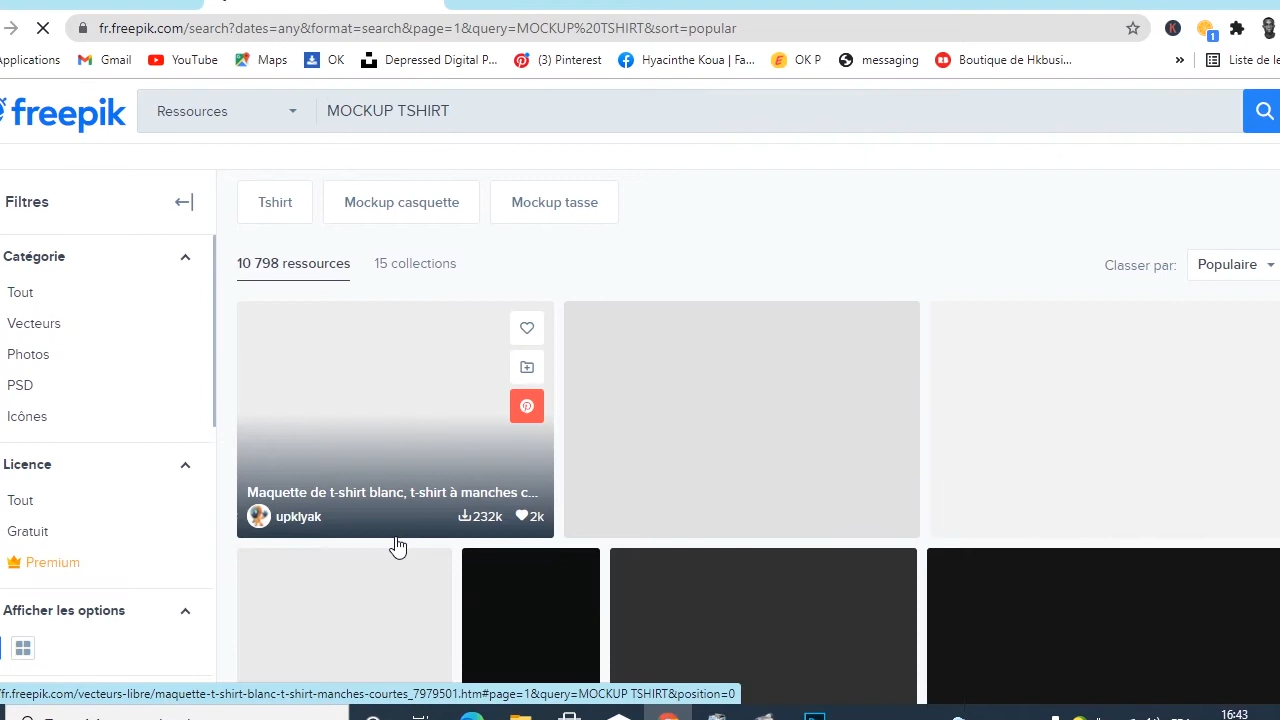 fr.freepik.com/search?dates=any&format=search&page=1&query=MOCKUP%20TSHIRT&sort=popular
K
1
Applications
Gmail
YouTube
Maps
OK
Depressed Digital P...
(3) Pinterest
Hyacinthe Koua | Fa...
OK P
messaging
Boutique de Hkbusi...
»
Liste de le
freepik
Ressources
MOCKUP TSHIRT
Filtres
Tshirt
Mockup casquette
Mockup tasse
Catégorie
10 798 ressources
15 collections
Classer par:
Populaire
Tout
Vecteurs
Photos
PSD
Icônes
Licence
Tout
Gratuit
Premium
Maquette de t-shirt blanc, t-shirt à manches c...
upklyak
232k
2k
Afficher les options
/fr.freepik.com/vecteurs-libre/maquette-t-shirt-blanc-t-shirt-manches-courtes_7979501.htm#page=1&query=MOCKUP TSHIRT&position=0
16:43